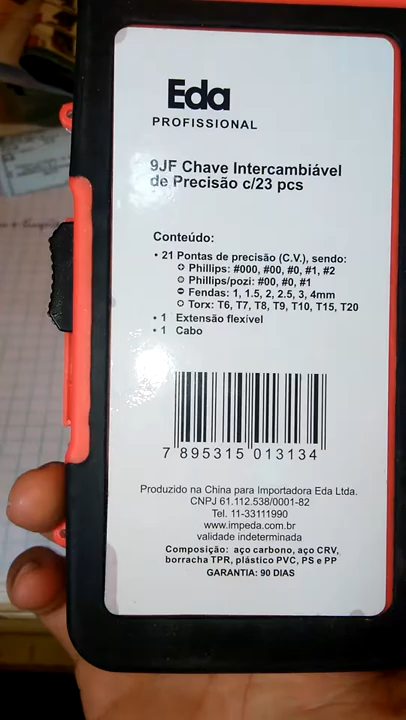 Eda
PROFISSIONAL
9JF Chave Intercambiável
de Precisão c/23 pcs
Conteúdo:
• 21 Pontas de precisão (C.V.), sendo:
Phillips: #000, #00, #0, #1, #2
Phillips/pozi: #00, #0, #1
Fendas: 1, 1.5, 2, 2.5, 3, 4mm
Torx: T6, T7, T8, T9, T10, T15, T20
• 1 Extensão flexível
• 1 Cabo
7 895315 013134
Produzido na China para Importadora Eda Ltda.
CNPJ 61.112.538/0001-82
Tel. 11-33111990
www.impeda.com.br
validade indeterminada
Composição: aço carbono, aço CRV,
borracha TPR, plástico PVC, PS e PP
GARANTIA: 90 DIAS